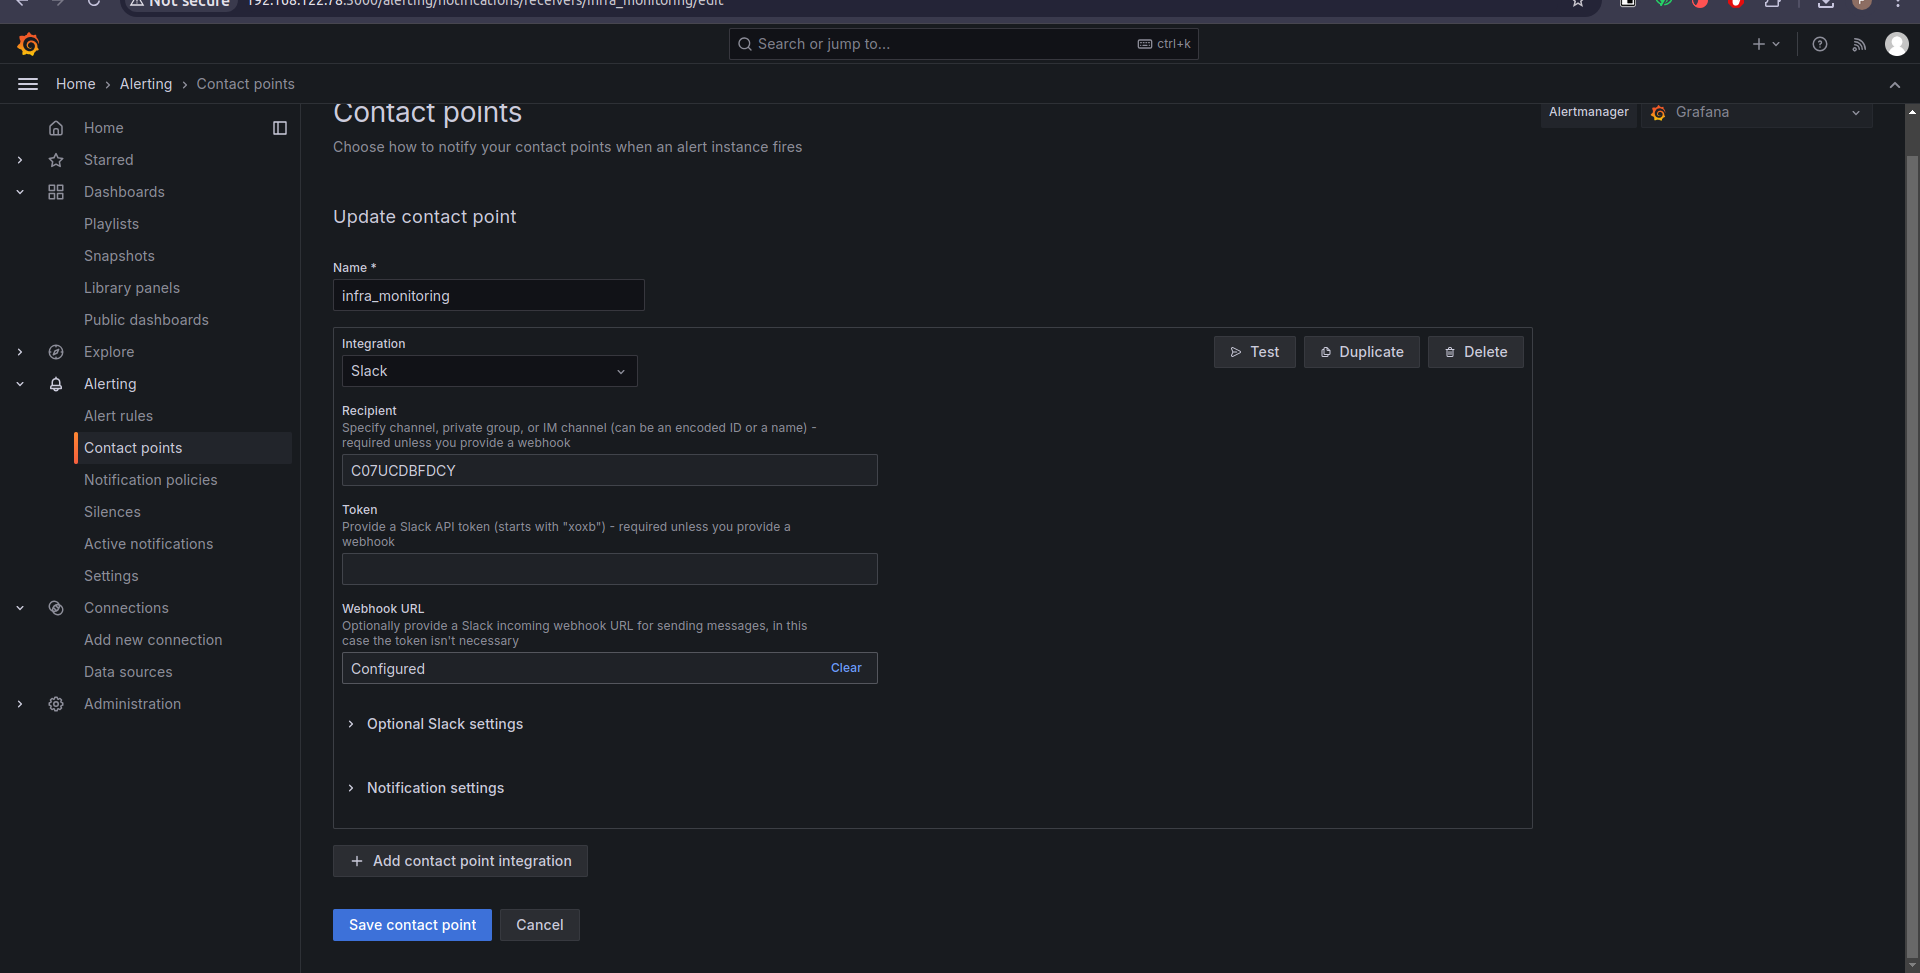 Not secure 192.168.122.78:3000/alerting/notifications/receivers/infra_monitoring/edit
Search or jump to... ctrl+k
Home › Alerting › Contact points
Home
Starred
Dashboards
Playlists
Snapshots
Library panels
Public dashboards
Explore
Alerting
Alert rules
Contact points
Notification policies
Silences
Active notifications
Settings
Connections
Add new connection
Data sources
Administration
Contact points
Alertmanager Grafana
Choose how to notify your contact points when an alert instance fires
Update contact point
Name *
infra_monitoring
Integration
Slack
Test Duplicate Delete
Recipient
Specify channel, private group, or IM channel (can be an encoded ID or a name) -
required unless you provide a webhook
C07UCDBFDCY
Token
Provide a Slack API token (starts with "xoxb") - required unless you provide a
webhook
Webhook URL
Optionally provide a Slack incoming webhook URL for sending messages, in this
case the token isn't necessary
Configured Clear
Optional Slack settings
Notification settings
Add contact point integration
Save contact point Cancel